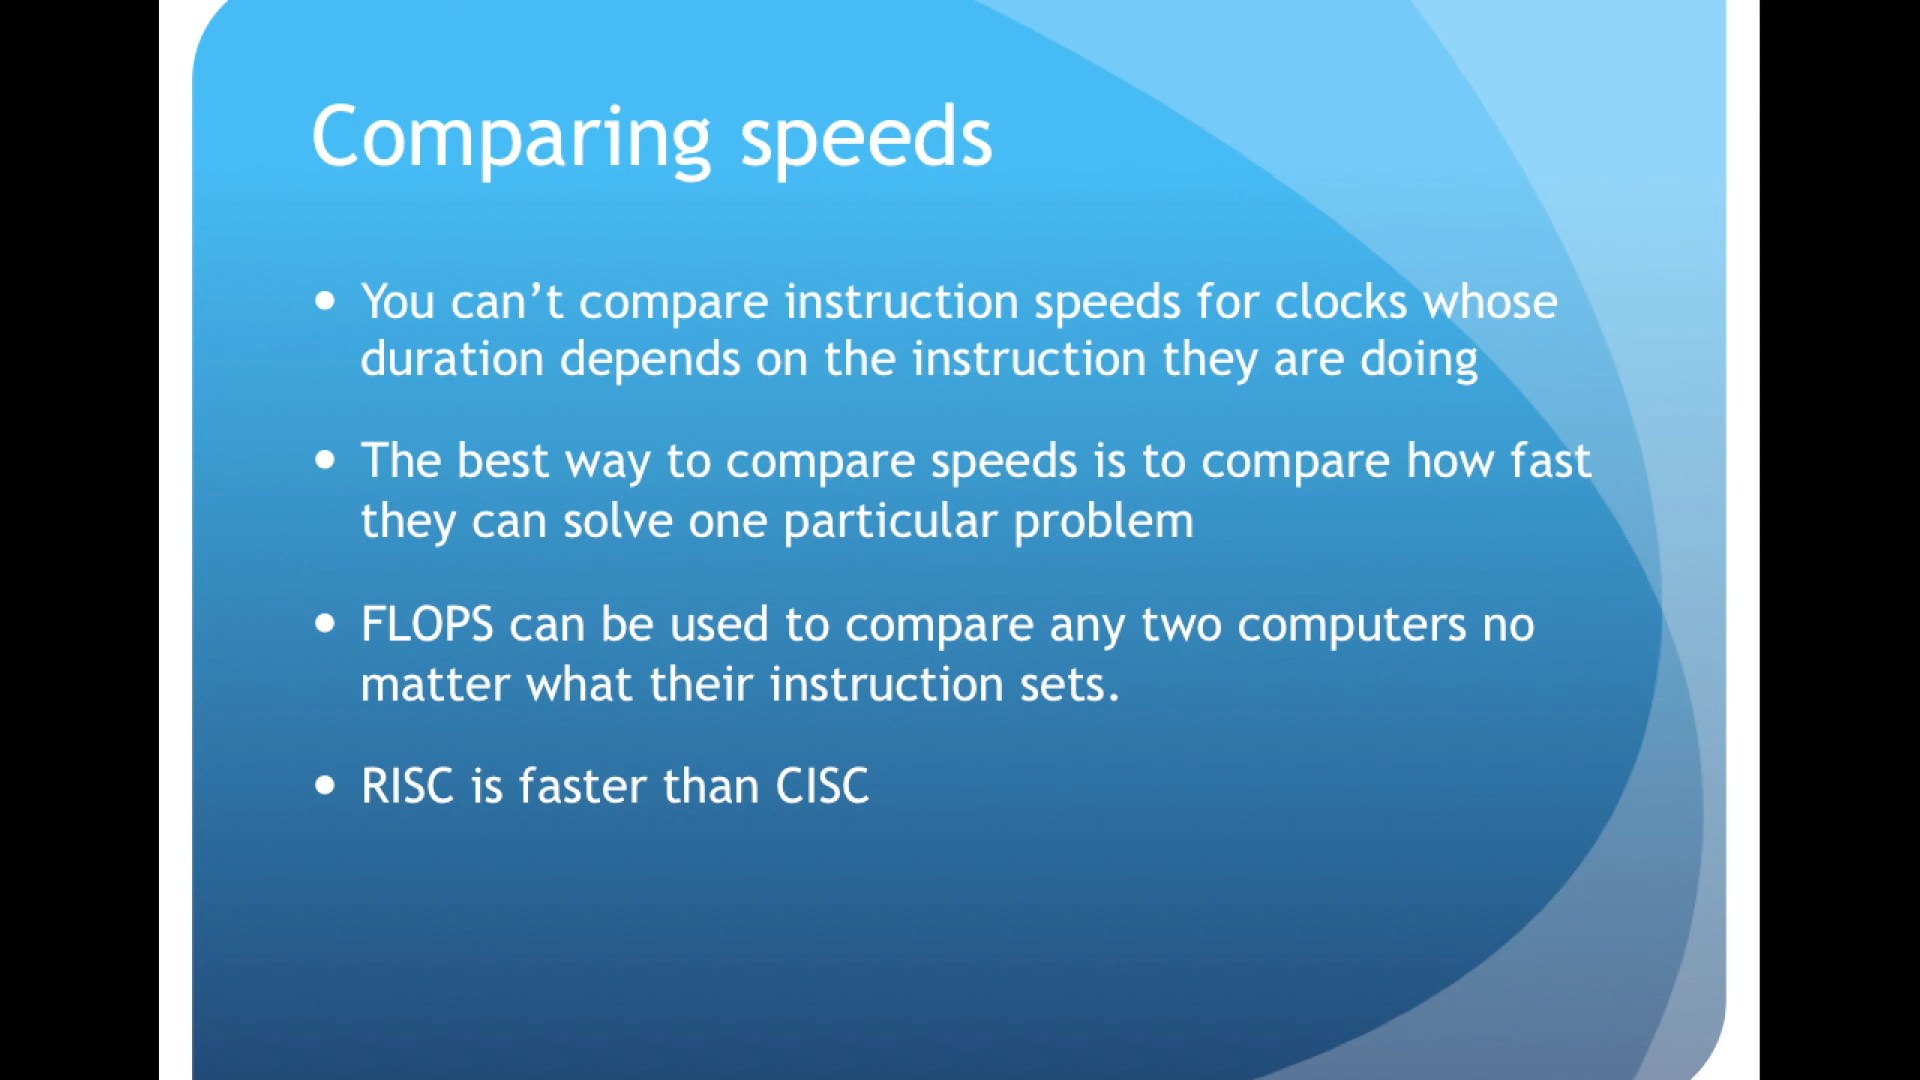 Comparing speeds
• You can’t compare instruction speeds for clocks whose
duration depends on the instruction they are doing
• The best way to compare speeds is to compare how fast
they can solve one particular problem
• FLOPS can be used to compare any two computers no
matter what their instruction sets.
• RISC is faster than CISC